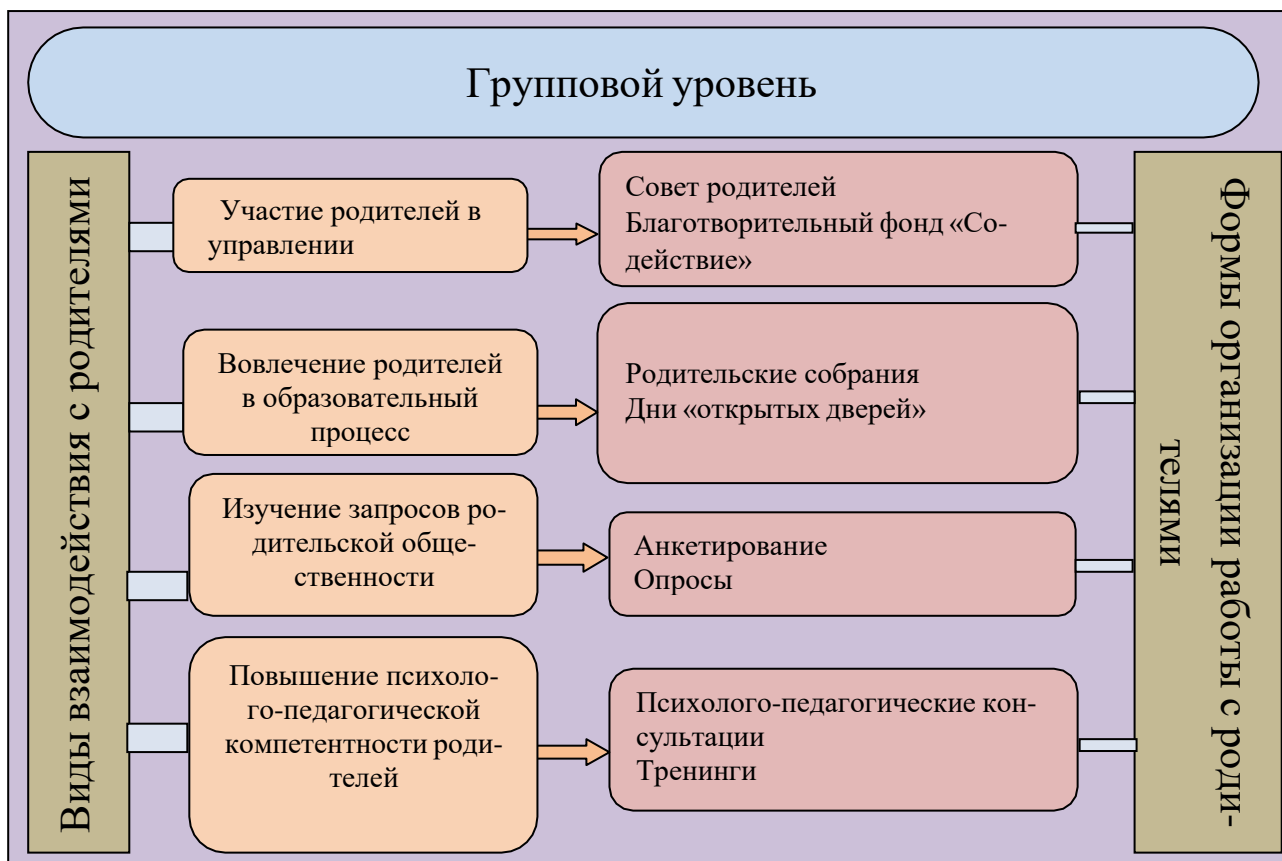 Групповой уровень
Виды взаимодействия с родителями
Участие родителей в
управлении
Совет родителей
Благотворительный фонд «Со-
действие»
Вовлечение родителей
в образовательный
процесс
Родительские собрания
Дни «открытых дверей»
Изучение запросов ро-
дительской обще-
ственности
Анкетирование
Опросы
Повышение психоло-
го-педагогической
компетентности роди-
телей
Психолого-педагогические кон-
сультации
Тренинги
Формы организации работы с роди-
телями